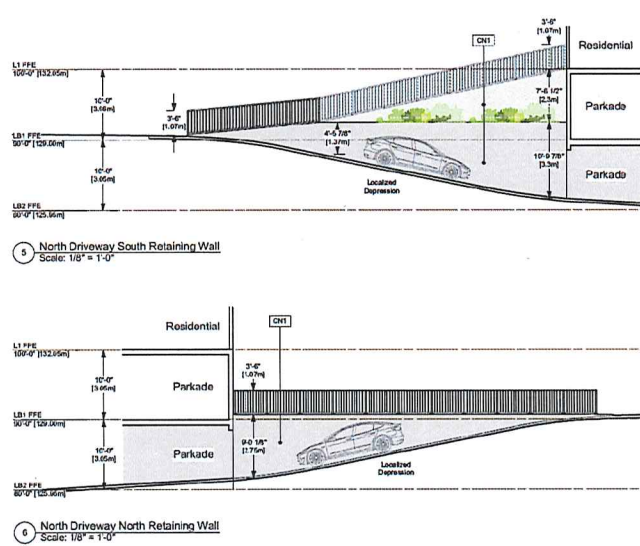 3'-6"
[1.07m]
CN1
Residential
L1 FFE
100'-0" [132.05m]
10'-0"
[3.05m]
3'-6"
[1.07m]
7'-6 1/2"
[2.3m]
Parkade
LB1 FFE
90'-0" [129.00m]
4'-5 7/8"
[1.37m]
10'-9 7/8"
[3.3m]
10'-0"
[3.05m]
Parkade
Localized
Depression
LB2 FFE
80'-0" [125.95m]
5 North Driveway South Retaining Wall
Scale: 1/8" = 1'-0"
Residential
CN1
L1 FFE
100'-0" [132.05m]
3'-6"
[1.07m]
10'-0"
[3.05m]
Parkade
LB1 FFE
90'-0" [129.00m]
9'-0 1/8"
[2.75m]
10'-0"
[3.05m]
Parkade
Localized
Depression
LB2 FFE
80'-0" [125.95m]
6 North Driveway North Retaining Wall
Scale: 1/8" = 1'-0"